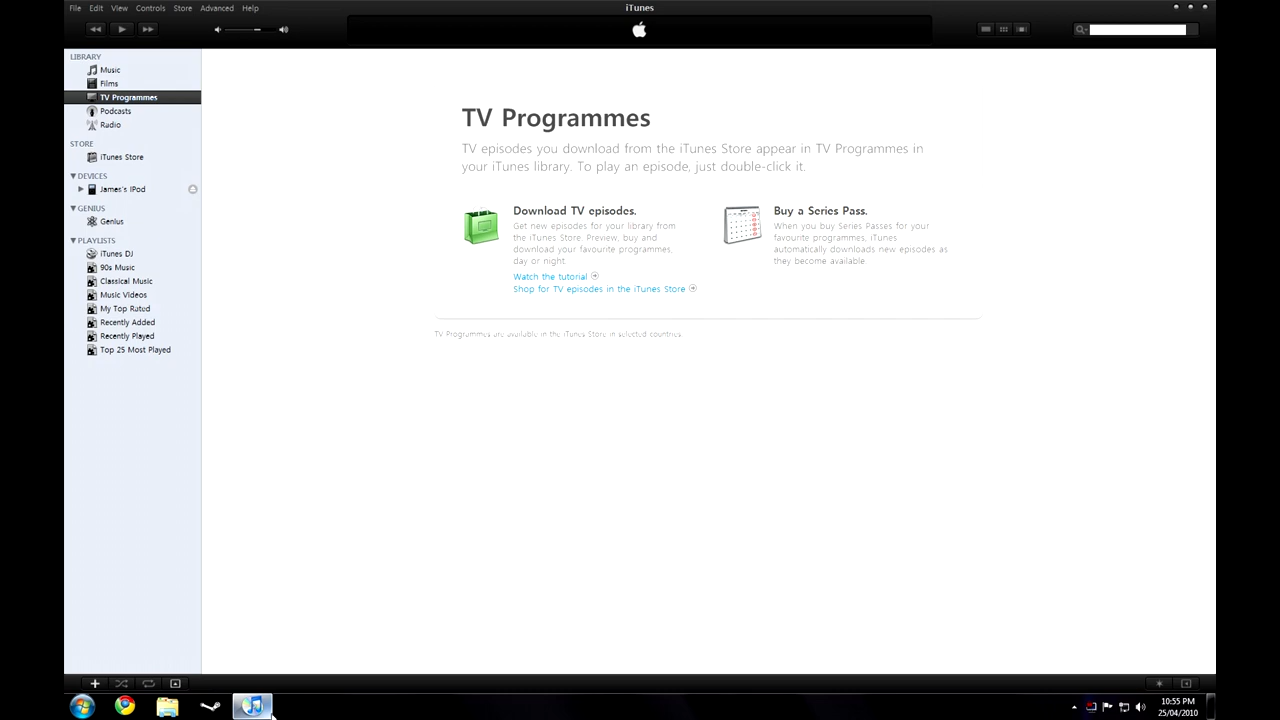 File Edit View Controls Store Advanced Help
iTunes
LIBRARY
Music
Films
TV Programmes
Podcasts
Radio
STORE
iTunes Store
DEVICES
James's iPod
GENIUS
Genius
PLAYLISTS
iTunes DJ
90s Music
Classical Music
Music Videos
My Top Rated
Recently Added
Recently Played
Top 25 Most Played
TV Programmes
TV episodes you download from the iTunes Store appear in TV Programmes in
your iTunes library. To play an episode, just double-click it.
Download TV episodes.
Get new episodes for your library from
the iTunes Store. Preview, buy and
download your favourite programmes,
day or night.
Watch the tutorial
Shop for TV episodes in the iTunes Store
Buy a Series Pass.
When you buy Series Passes for your
favourite programmes, iTunes
automatically downloads new episodes as
they become available.
TV Programmes are available in the iTunes Store in selected countries.
10:55 PM
25/04/2010